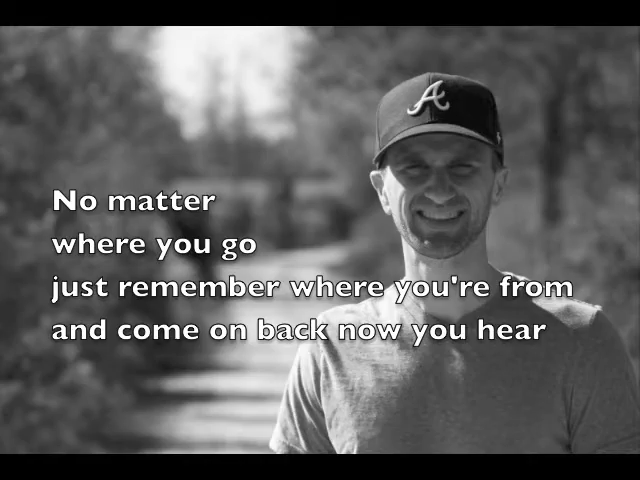 A
No matter
where you go
just remember where you're from
and come on back now you hear